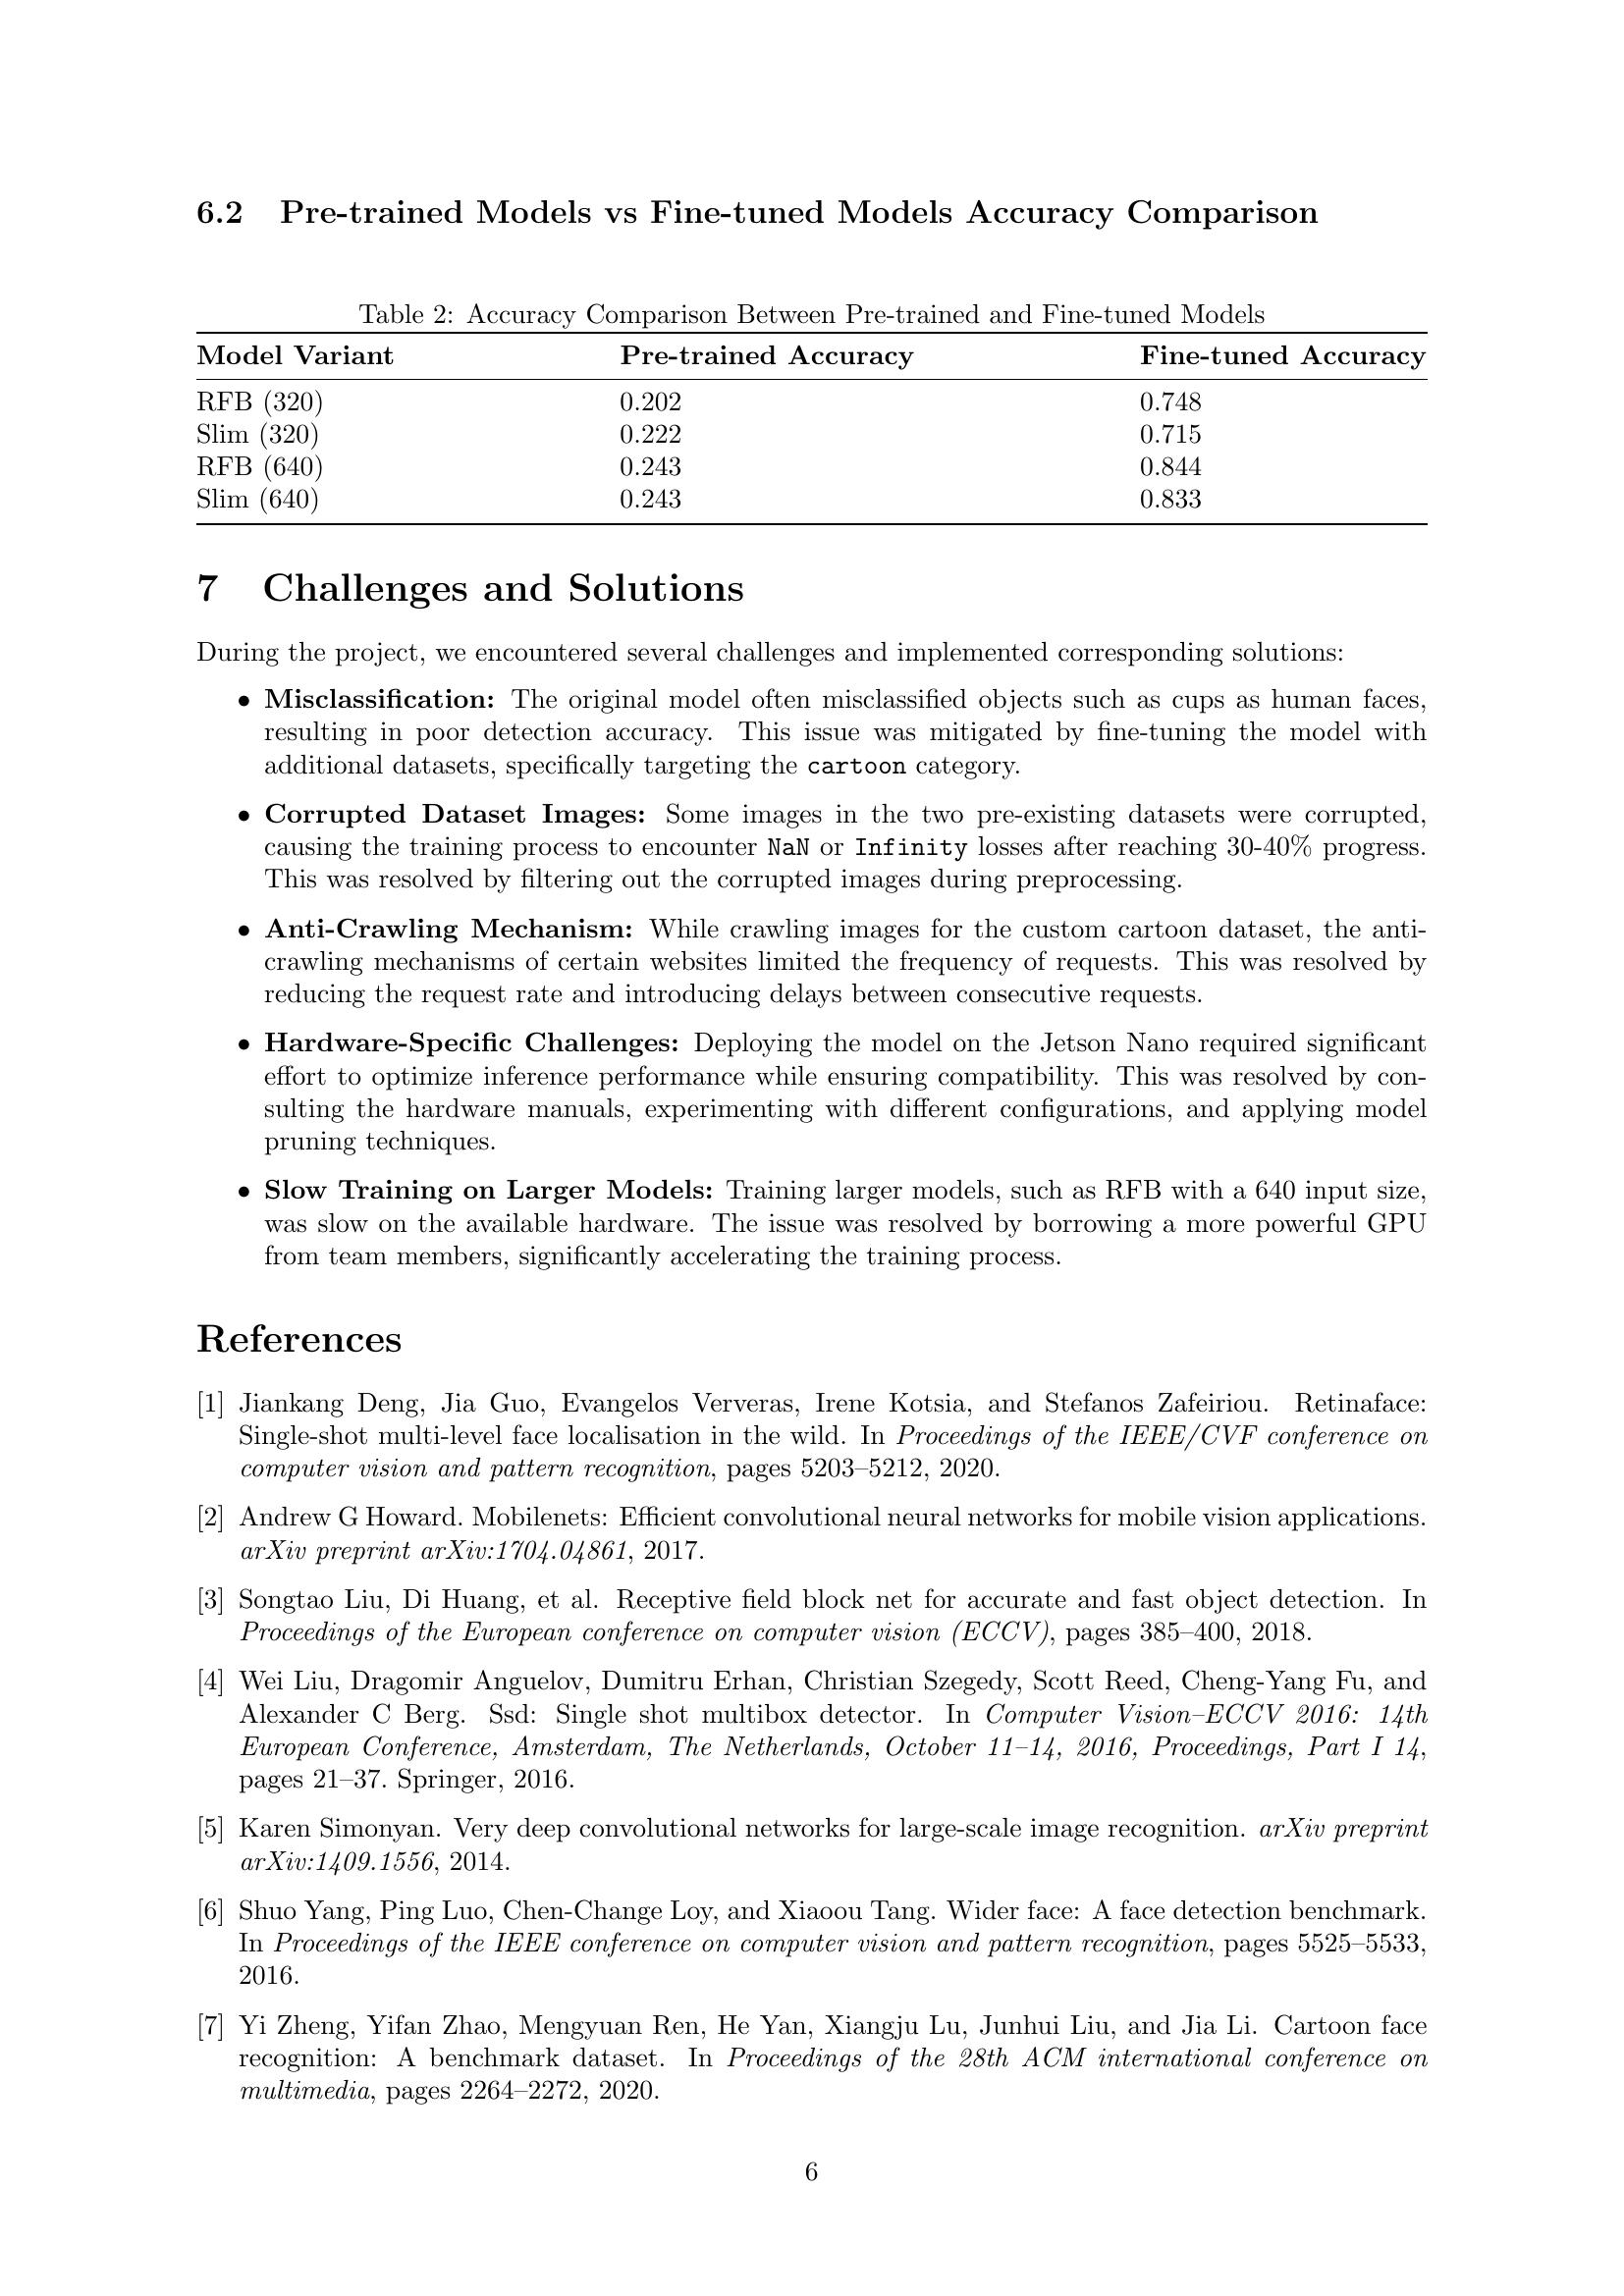 6.2 Pre-trained Models vs Fine-tuned Models Accuracy Comparison
Table 2: Accuracy Comparison Between Pre-trained and Fine-tuned Models
Model Variant Pre-trained Accuracy Fine-tuned Accuracy
RFB (320) 0.202 0.748
Slim (320) 0.222 0.715
RFB (640) 0.243 0.844
Slim (640) 0.243 0.833
7 Challenges and Solutions
During the project, we encountered several challenges and implemented corresponding solutions:
• Misclassification: The original model often misclassified objects such as cups as human faces,
resulting in poor detection accuracy. This issue was mitigated by fine-tuning the model with
additional datasets, specifically targeting the cartoon category.
• Corrupted Dataset Images: Some images in the two pre-existing datasets were corrupted,
causing the training process to encounter NaN or Infinity losses after reaching 30-40% progress.
This was resolved by filtering out the corrupted images during preprocessing.
• Anti-Crawling Mechanism: While crawling images for the custom cartoon dataset, the anti-
crawling mechanisms of certain websites limited the frequency of requests. This was resolved by
reducing the request rate and introducing delays between consecutive requests.
• Hardware-Specific Challenges: Deploying the model on the Jetson Nano required significant
effort to optimize inference performance while ensuring compatibility. This was resolved by con-
sulting the hardware manuals, experimenting with different configurations, and applying model
pruning techniques.
• Slow Training on Larger Models: Training larger models, such as RFB with a 640 input size,
was slow on the available hardware. The issue was resolved by borrowing a more powerful GPU
from team members, significantly accelerating the training process.
References
[1] Jiankang Deng, Jia Guo, Evangelos Ververas, Irene Kotsia, and Stefanos Zafeiriou. Retinaface:
Single-shot multi-level face localisation in the wild. In Proceedings of the IEEE/CVF conference on
computer vision and pattern recognition, pages 5203–5212, 2020.
[2] Andrew G Howard. Mobilenets: Efficient convolutional neural networks for mobile vision applications.
arXiv preprint arXiv:1704.04861, 2017.
[3] Songtao Liu, Di Huang, et al. Receptive field block net for accurate and fast object detection. In
Proceedings of the European conference on computer vision (ECCV), pages 385–400, 2018.
[4] Wei Liu, Dragomir Anguelov, Dumitru Erhan, Christian Szegedy, Scott Reed, Cheng-Yang Fu, and
Alexander C Berg. Ssd: Single shot multibox detector. In Computer Vision–ECCV 2016: 14th
European Conference, Amsterdam, The Netherlands, October 11–14, 2016, Proceedings, Part I 14,
pages 21–37. Springer, 2016.
[5] Karen Simonyan. Very deep convolutional networks for large-scale image recognition. arXiv preprint
arXiv:1409.1556, 2014.
[6] Shuo Yang, Ping Luo, Chen-Change Loy, and Xiaoou Tang. Wider face: A face detection benchmark.
In Proceedings of the IEEE conference on computer vision and pattern recognition, pages 5525–5533,
2016.
[7] Yi Zheng, Yifan Zhao, Mengyuan Ren, He Yan, Xiangju Lu, Junhui Liu, and Jia Li. Cartoon face
recognition: A benchmark dataset. In Proceedings of the 28th ACM international conference on
multimedia, pages 2264–2272, 2020.
6